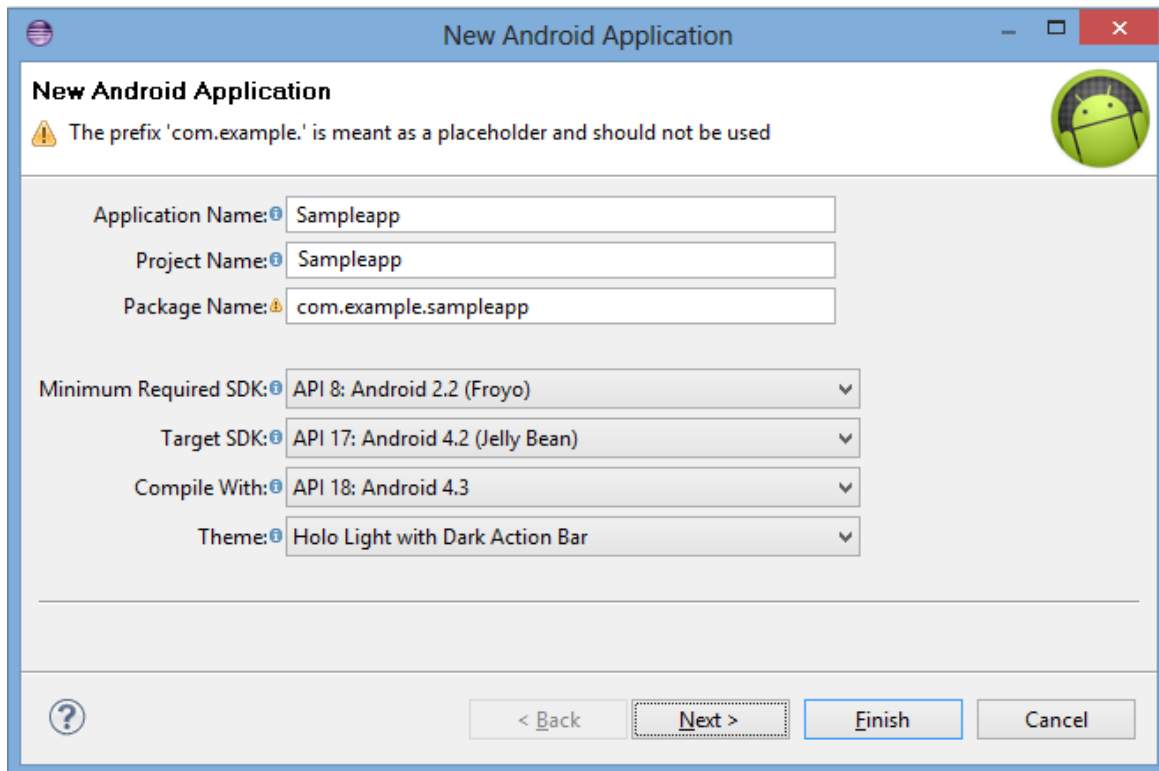 New Android Application
New Android Application
The prefix 'com.example.' is meant as a placeholder and should not be used
Application Name: Sampleapp
Project Name: Sampleapp
Package Name: com.example.sampleapp
Minimum Required SDK: API 8: Android 2.2 (Froyo)
Target SDK: API 17: Android 4.2 (Jelly Bean)
Compile With: API 18: Android 4.3
Theme: Holo Light with Dark Action Bar
? < Back Next > Finish Cancel